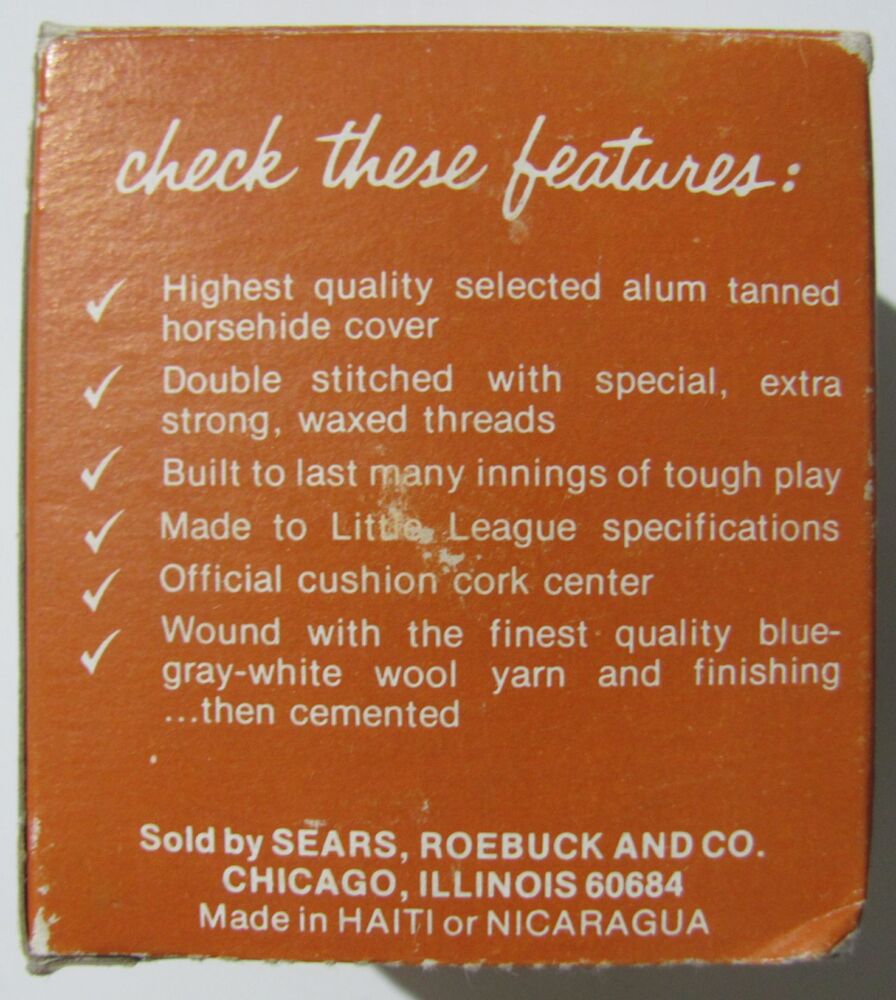 check these features:
✓ Highest quality selected alum tanned
horsehide cover
✓ Double stitched with special, extra
strong, waxed threads
✓ Built to last many innings of tough play
✓ Made to Little League specifications
✓ Official cushion cork center
✓ Wound with the finest quality blue-
gray-white wool yarn and finishing
...then cemented
Sold by SEARS, ROEBUCK AND CO.
CHICAGO, ILLINOIS 60684
Made in HAITI or NICARAGUA